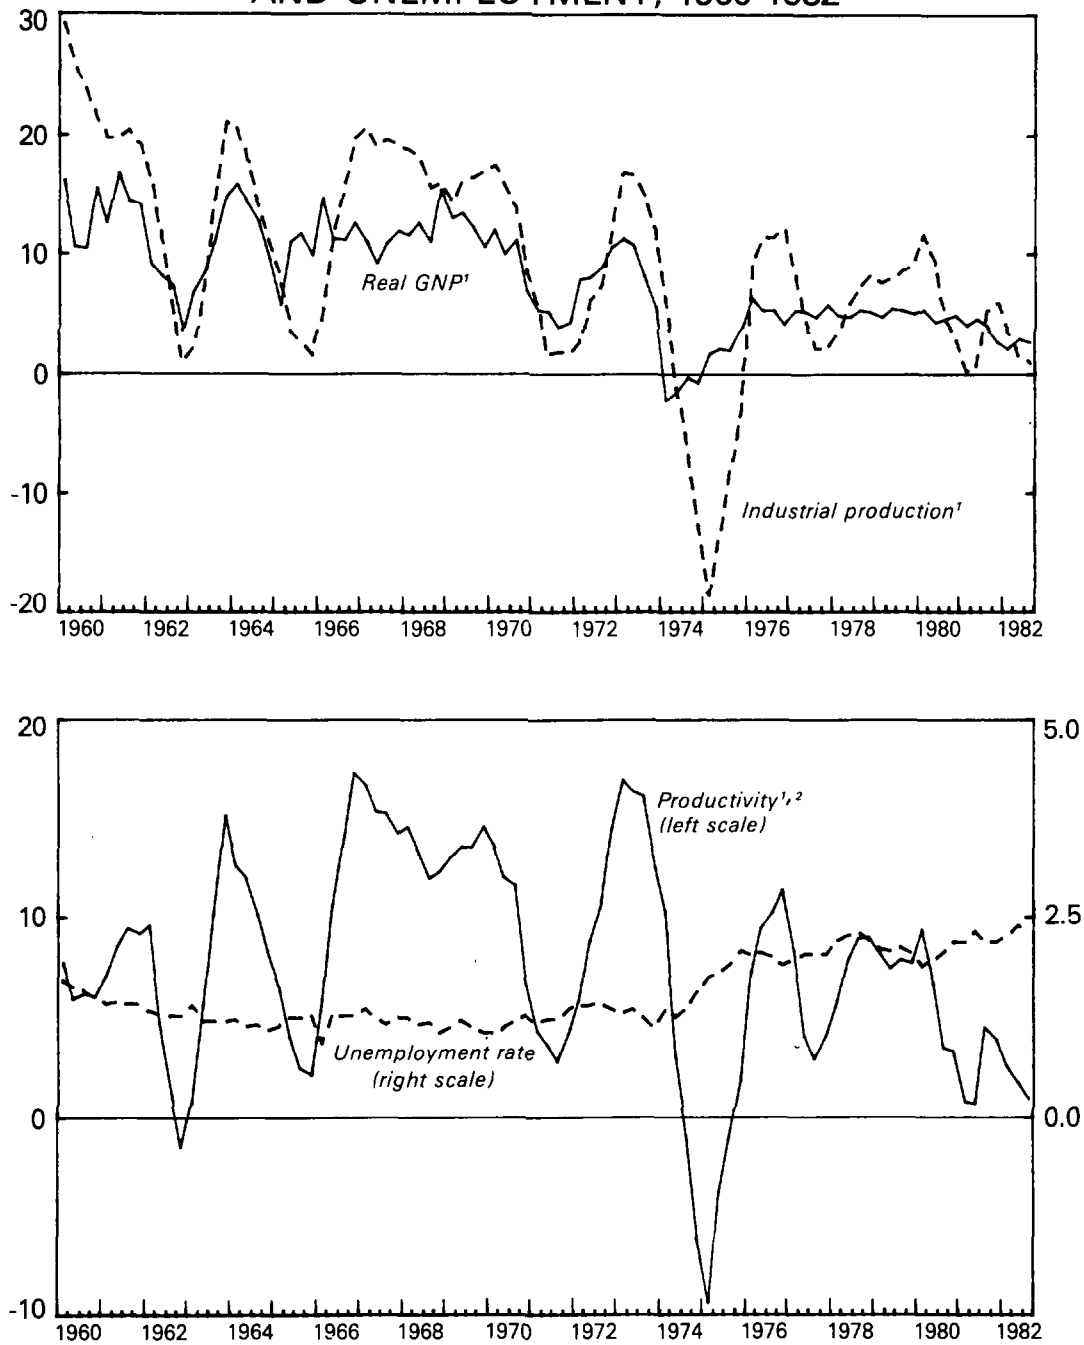 AND UNEMPLOYMENT, 1960-1982
30
20
10
0
-10
-20
Real GNP¹
Industrial production¹
1960 1962 1964 1966 1968 1970 1972 1974 1976 1978 1980 1982
20
10
0
-10
5.0
2.5
0.0
Productivity¹,²
(left scale)
Unemployment rate
(right scale)
1960 1962 1964 1966 1968 1970 1972 1974 1976 1978 1980 1982